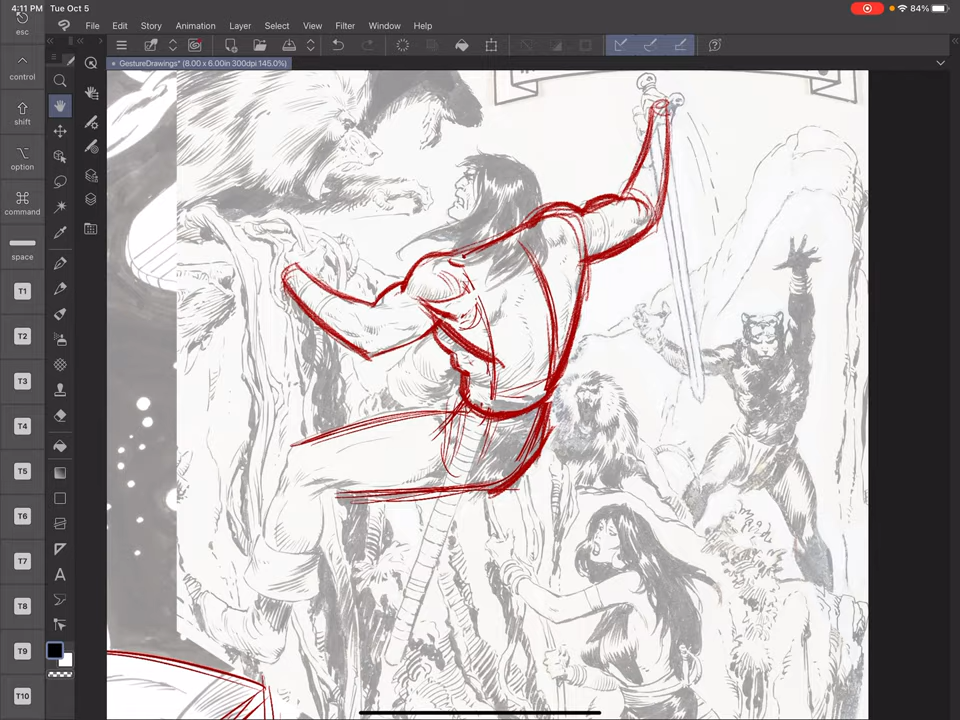 4:11 PM Tue Oct 5
84%
esc
File Edit Story Animation Layer Select View Filter Window Help
control
GestureDrawings* (8.00 x 6.00in 300dpi 145.0%)
shift
option
command
space
T1
T2
T3
T4
T5
T6
T7
T8
T9
T10